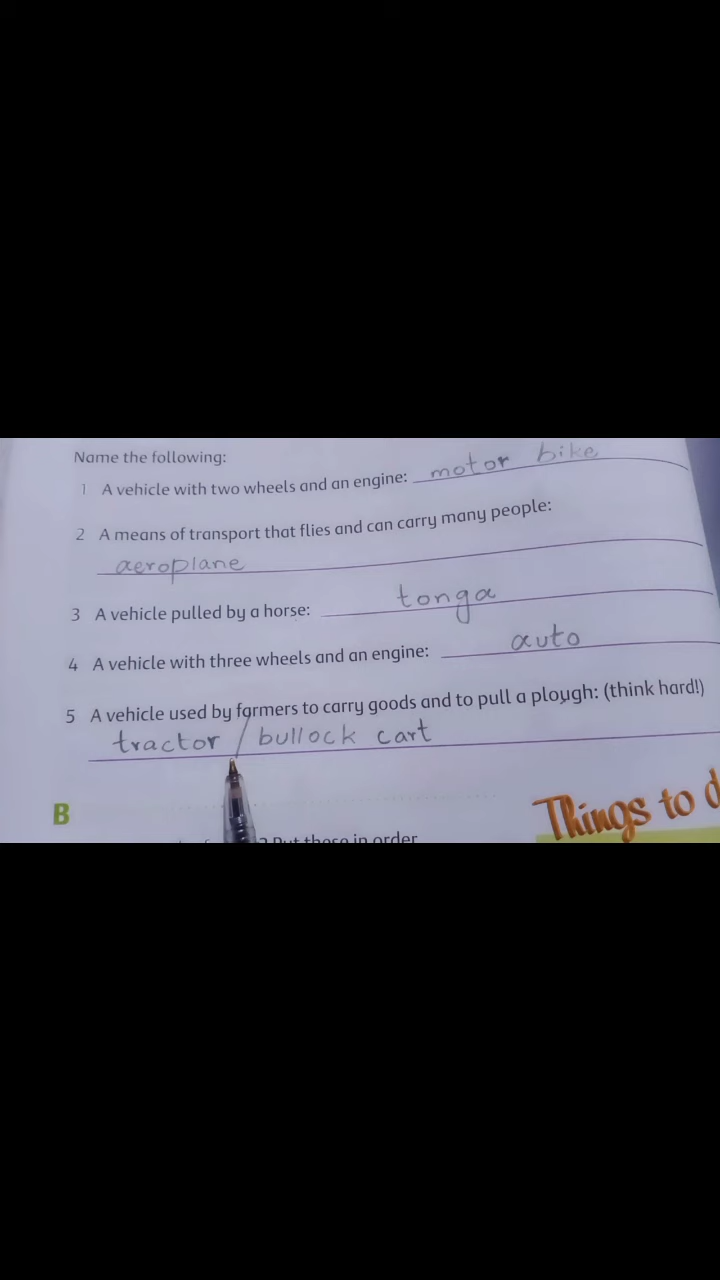 Name the following:
1 A vehicle with two wheels and an engine: motor bike
2 A means of transport that flies and can carry many people:
aeroplane
3 A vehicle pulled by a horse: tonga
4 A vehicle with three wheels and an engine: auto
5 A vehicle used by farmers to carry goods and to pull a plough: (think hard!)
tractor / bullock cart
B
Things to d
in order